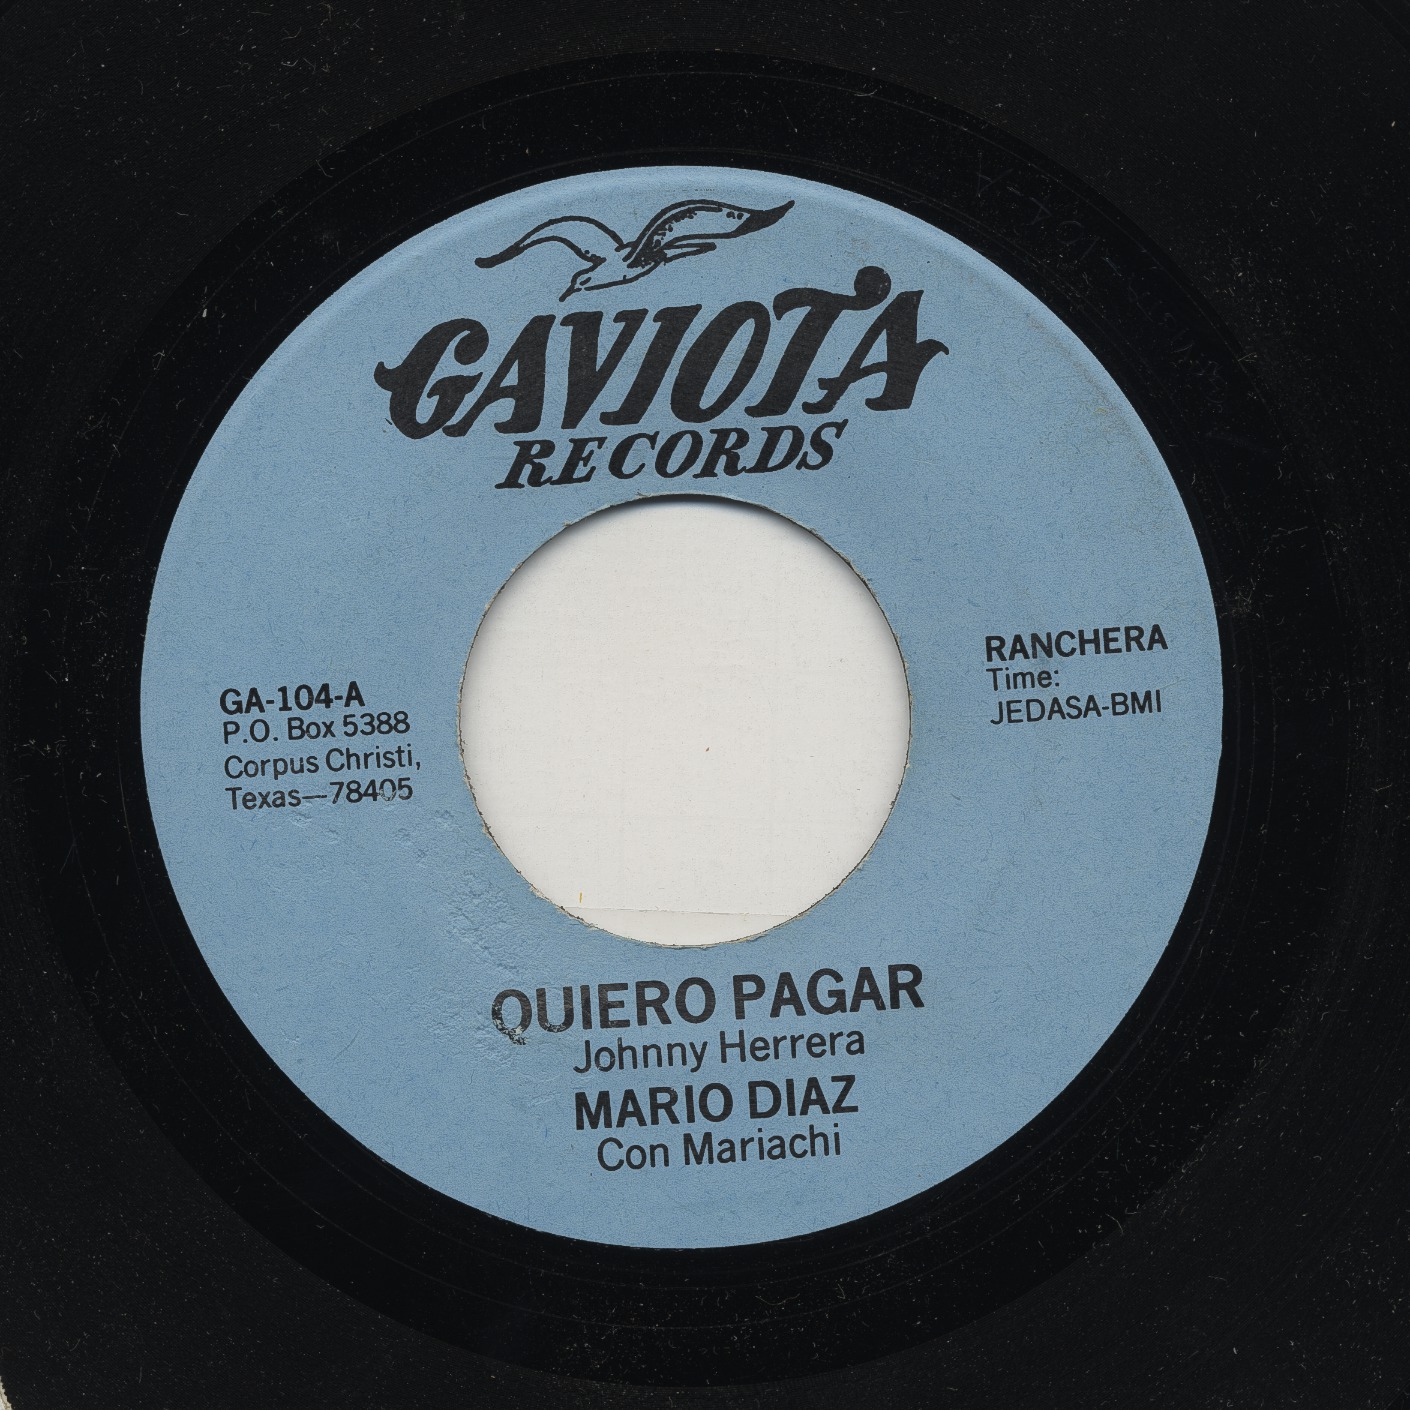 GAVIOTA
RECORDS
GA-104-A
P.O. Box 5388
Corpus Christi,
Texas—78405
RANCHERA
Time:
JEDASA-BMI
QUIERO PAGAR
Johnny Herrera
MARIO DIAZ
Con Mariachi